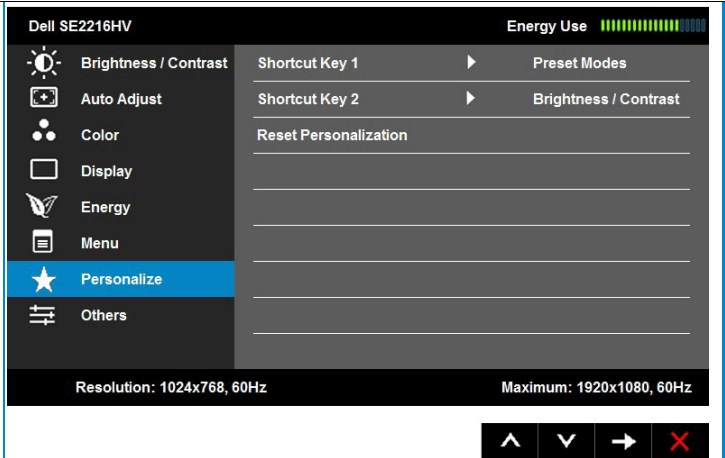 Dell SE2216HV Energy Use
Brightness / Contrast Shortcut Key 1 Preset Modes
Auto Adjust Shortcut Key 2 Brightness / Contrast
Color Reset Personalization
Display
Energy
Menu
Personalize
Others
Resolution: 1024x768, 60Hz Maximum: 1920x1080, 60Hz